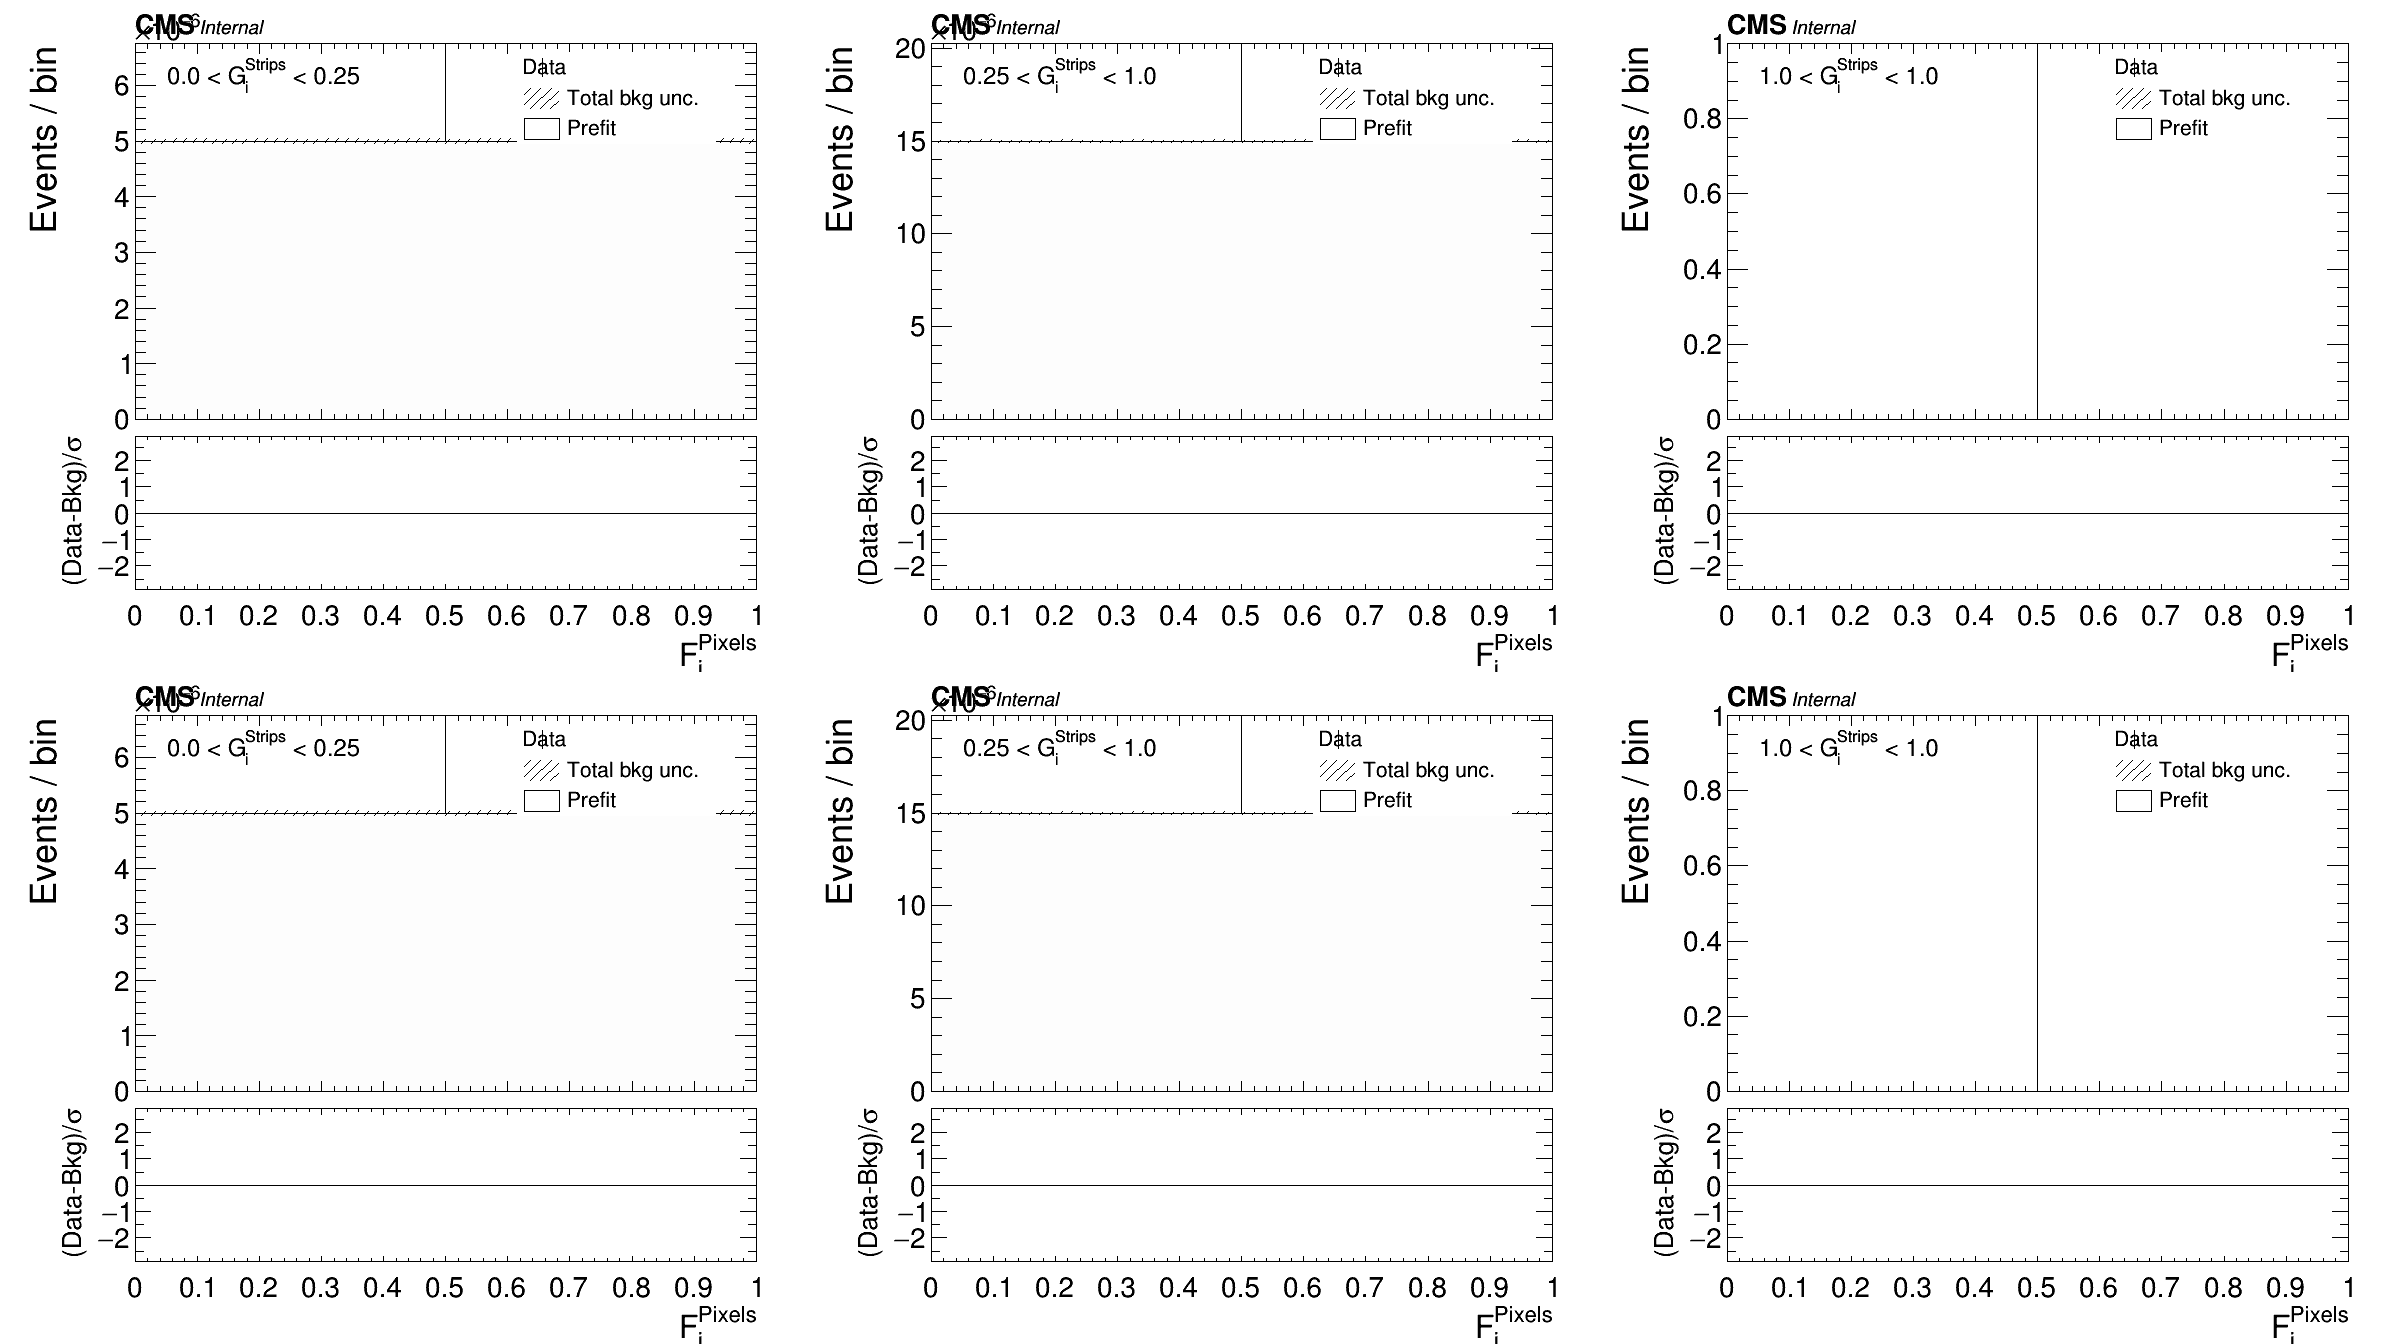 CMS Internal
×10^6
Events / bin
0.0 < G_i^Strips < 0.25
Data
Total bkg unc.
Prefit
6
5
4
3
2
1
0
(Data-Bkg)/σ
2
1
0
−1
−2
0 0.1 0.2 0.3 0.4 0.5 0.6 0.7 0.8 0.9 1
F_i^Pixels
CMS Internal
×10^6
Events / bin
0.25 < G_i^Strips < 1.0
Data
Total bkg unc.
Prefit
20
15
10
5
0
(Data-Bkg)/σ
2
1
0
−1
−2
0 0.1 0.2 0.3 0.4 0.5 0.6 0.7 0.8 0.9 1
F_i^Pixels
CMS Internal
Events / bin
1.0 < G_i^Strips < 1.0
Data
Total bkg unc.
Prefit
1
0.8
0.6
0.4
0.2
0
(Data-Bkg)/σ
2
1
0
−1
−2
0 0.1 0.2 0.3 0.4 0.5 0.6 0.7 0.8 0.9 1
F_i^Pixels
CMS Internal
×10^6
Events / bin
0.0 < G_i^Strips < 0.25
Data
Total bkg unc.
Prefit
6
5
4
3
2
1
0
(Data-Bkg)/σ
2
1
0
−1
−2
0 0.1 0.2 0.3 0.4 0.5 0.6 0.7 0.8 0.9 1
F_i^Pixels
CMS Internal
×10^6
Events / bin
0.25 < G_i^Strips < 1.0
Data
Total bkg unc.
Prefit
20
15
10
5
0
(Data-Bkg)/σ
2
1
0
−1
−2
0 0.1 0.2 0.3 0.4 0.5 0.6 0.7 0.8 0.9 1
F_i^Pixels
CMS Internal
Events / bin
1.0 < G_i^Strips < 1.0
Data
Total bkg unc.
Prefit
1
0.8
0.6
0.4
0.2
0
(Data-Bkg)/σ
2
1
0
−1
−2
0 0.1 0.2 0.3 0.4 0.5 0.6 0.7 0.8 0.9 1
F_i^Pixels